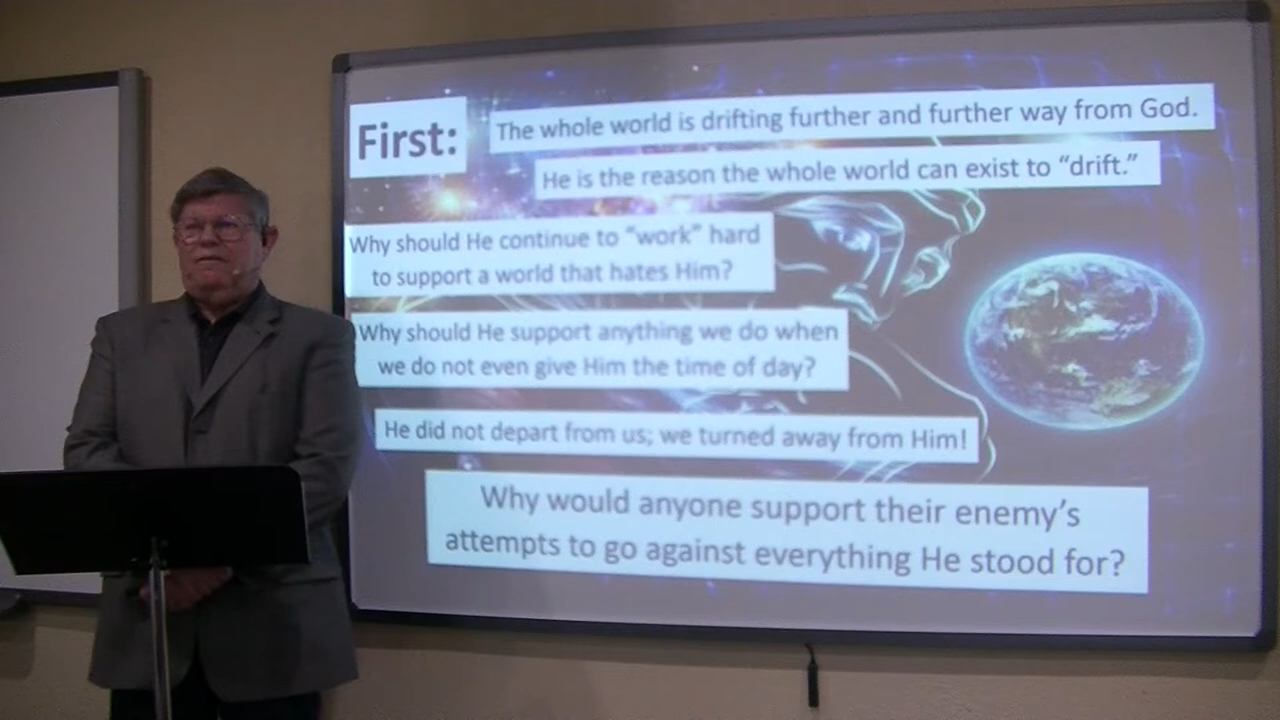 First:
The whole world is drifting further and further way from God.
He is the reason the whole world can exist to “drift.”
Why should He continue to “work” hard
to support a world that hates Him?
Why should He support anything we do when
we do not even give Him the time of day?
He did not depart from us; we turned away from Him!
Why would anyone support their enemy’s
attempts to go against everything He stood for?